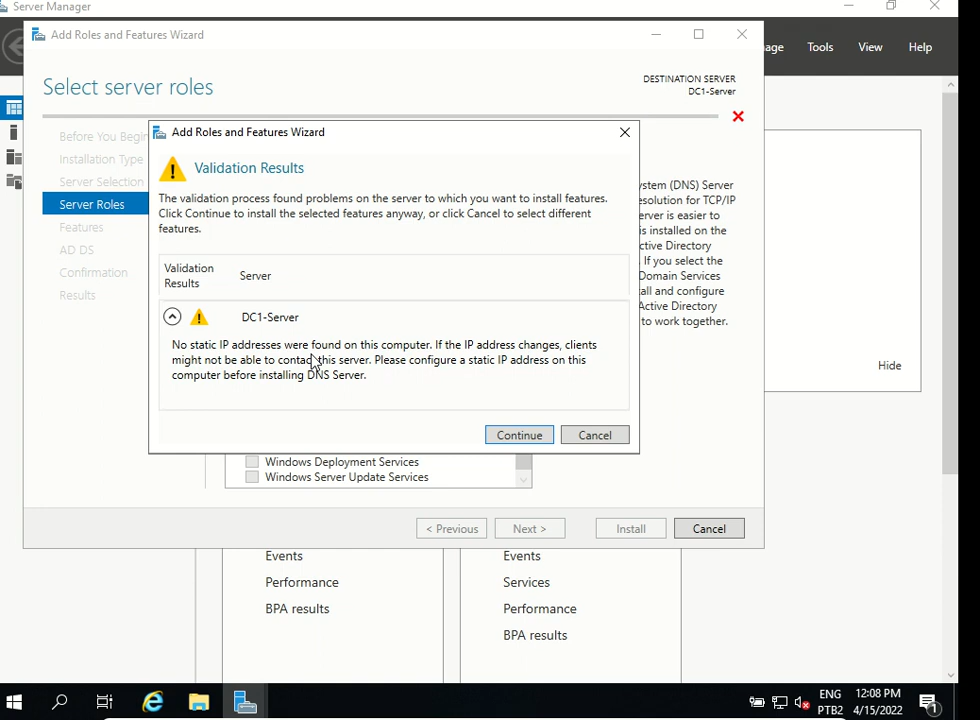 Server Manager
Add Roles and Features Wizard
age
Tools
View
Help
Select server roles
DESTINATION SERVER
DC1-Server
Before You Begin
Installation Type
Server Selection
Server Roles
Features
AD DS
Confirmation
Results
Add Roles and Features Wizard
Validation Results
The validation process found problems on the server to which you want to install features.
Click Continue to install the selected features anyway, or click Cancel to select different
features.
Validation
Results
Server
DC1-Server
No static IP addresses were found on this computer. If the IP address changes, clients
might not be able to contact this server. Please configure a static IP address on this
computer before installing DNS Server.
Continue
Cancel
ystem (DNS) Server
esolution for TCP/IP
erver is easier to
is installed on the
ctive Directory
. If you select the
Domain Services
tall and configure
Active Directory
to work together.
Hide
Windows Deployment Services
Windows Server Update Services
< Previous
Next >
Install
Cancel
Events
Performance
BPA results
Events
Services
Performance
BPA results
ENG
PTB2
12:08 PM
4/15/2022
1